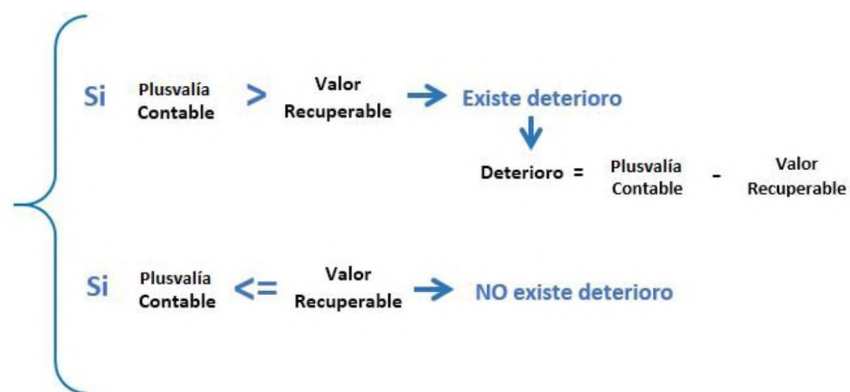 Si Plusvalía Contable > Valor Recuperable → Existe deterioro
Deterioro = Plusvalía Contable - Valor Recuperable
Si Plusvalía Contable <= Valor Recuperable → NO existe deterioro